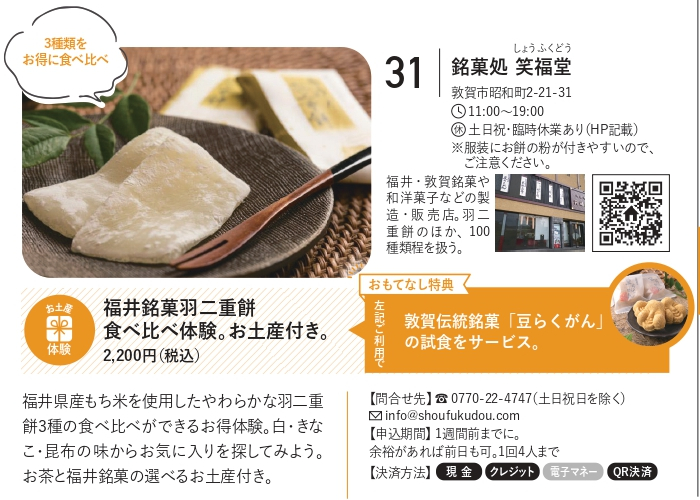 3種類を
お得に食べ比べ
31
しょうふくどう
銘菓処 笑福堂
敦賀市昭和町2-21-31
11:00〜19:00
休 土日祝・臨時休業あり(HP記載)
※服装にお餅の粉が付きやすいので、
ご注意ください。
福井・敦賀銘菓や
和洋菓子などの製
造・販売店。羽二
重餅のほか、100
種類程を扱う。
お土産
体験
福井銘菓羽二重餅
食べ比べ体験。お土産付き。
2,200円(税込)
おもてなし特典
左記ご利用で
敦賀伝統銘菓「豆らくがん」
の試食をサービス。
福井県産もち米を使用したやわらかな羽二重
餅3種の食べ比べができるお得体験。白・きな
こ・昆布の味からお気に入りを探してみよう。
お茶と福井銘菓の選べるお土産付き。
【問合せ先】☎ 0770-22-4747(土日祝日を除く)
info@shoufukudou.com
【申込期間】1週間前までに。
余裕があれば前日も可。1回4人まで
【決済方法】現金 クレジット 電子マネー QR決済